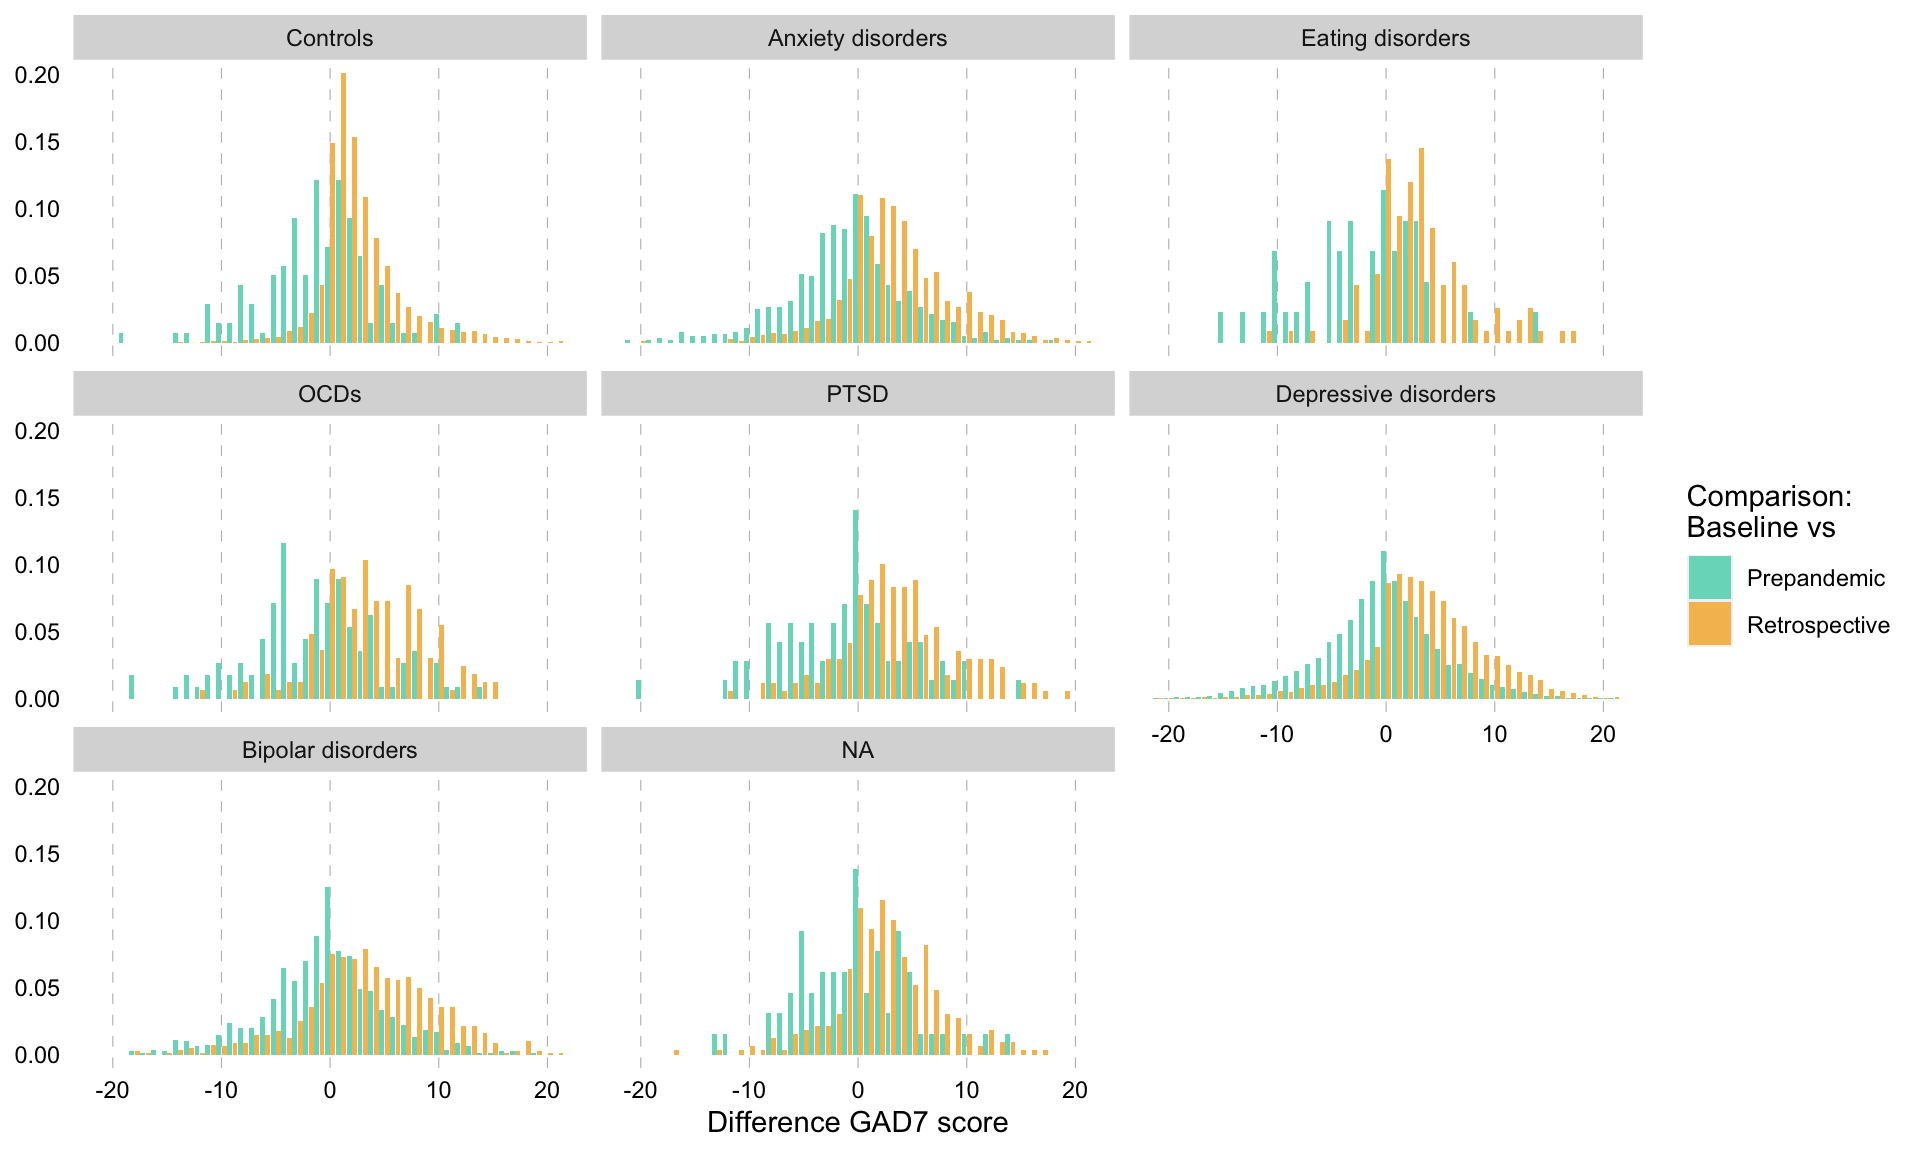 Controls
Anxiety disorders
Eating disorders
0.20
0.15
0.10
0.05
0.00
OCDs
PTSD
Depressive disorders
0.20
0.15
0.10
0.05
0.00
-20 -10 0 10 20
Bipolar disorders
NA
0.20
0.15
0.10
0.05
0.00
-20 -10 0 10 20
-20 -10 0 10 20
Difference GAD7 score
Comparison:
Baseline vs
Prepandemic
Retrospective